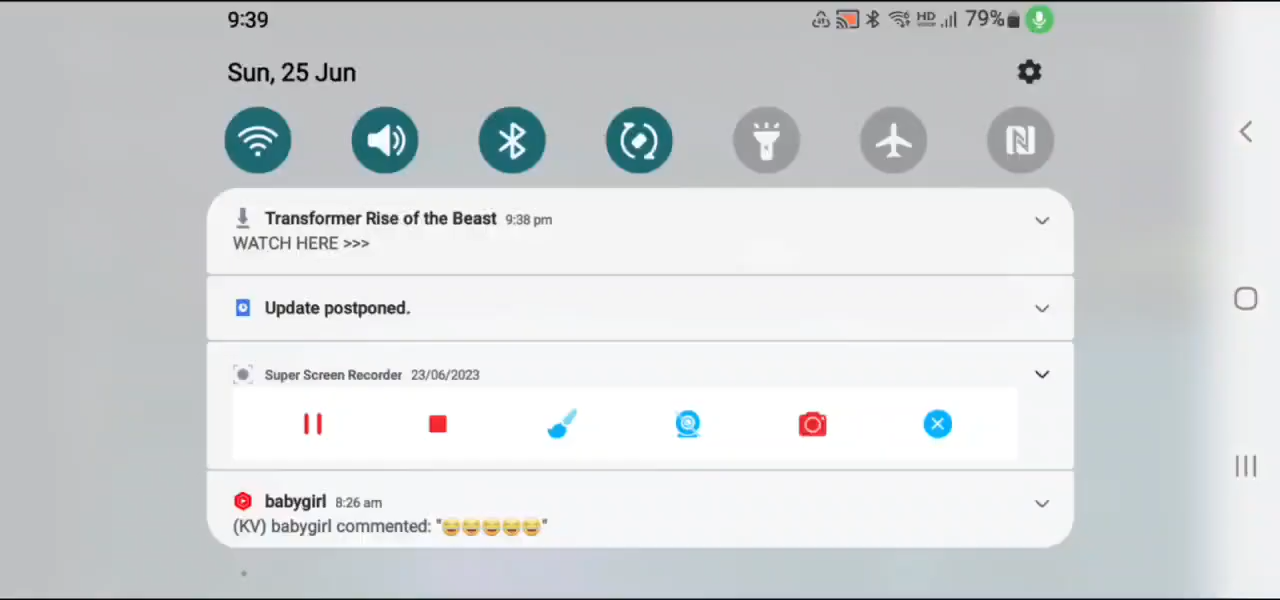 9:39
HD
79%
Sun, 25 Jun
Transformer Rise of the Beast 9:38 pm
WATCH HERE >>>
Update postponed.
Super Screen Recorder 23/06/2023
babygirl 8:26 am
(KV) babygirl commented: "😂😂😂😂😂"